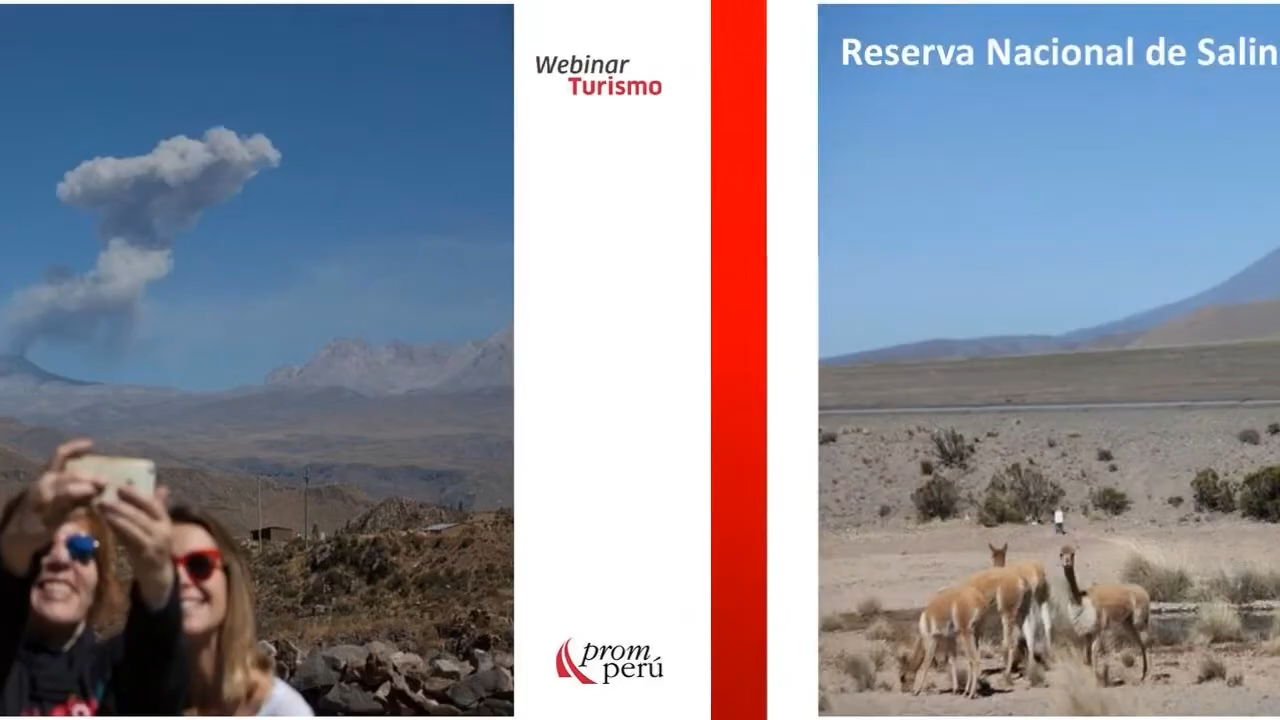 Webinar
Turismo
prom
perú
Reserva Nacional de Salin